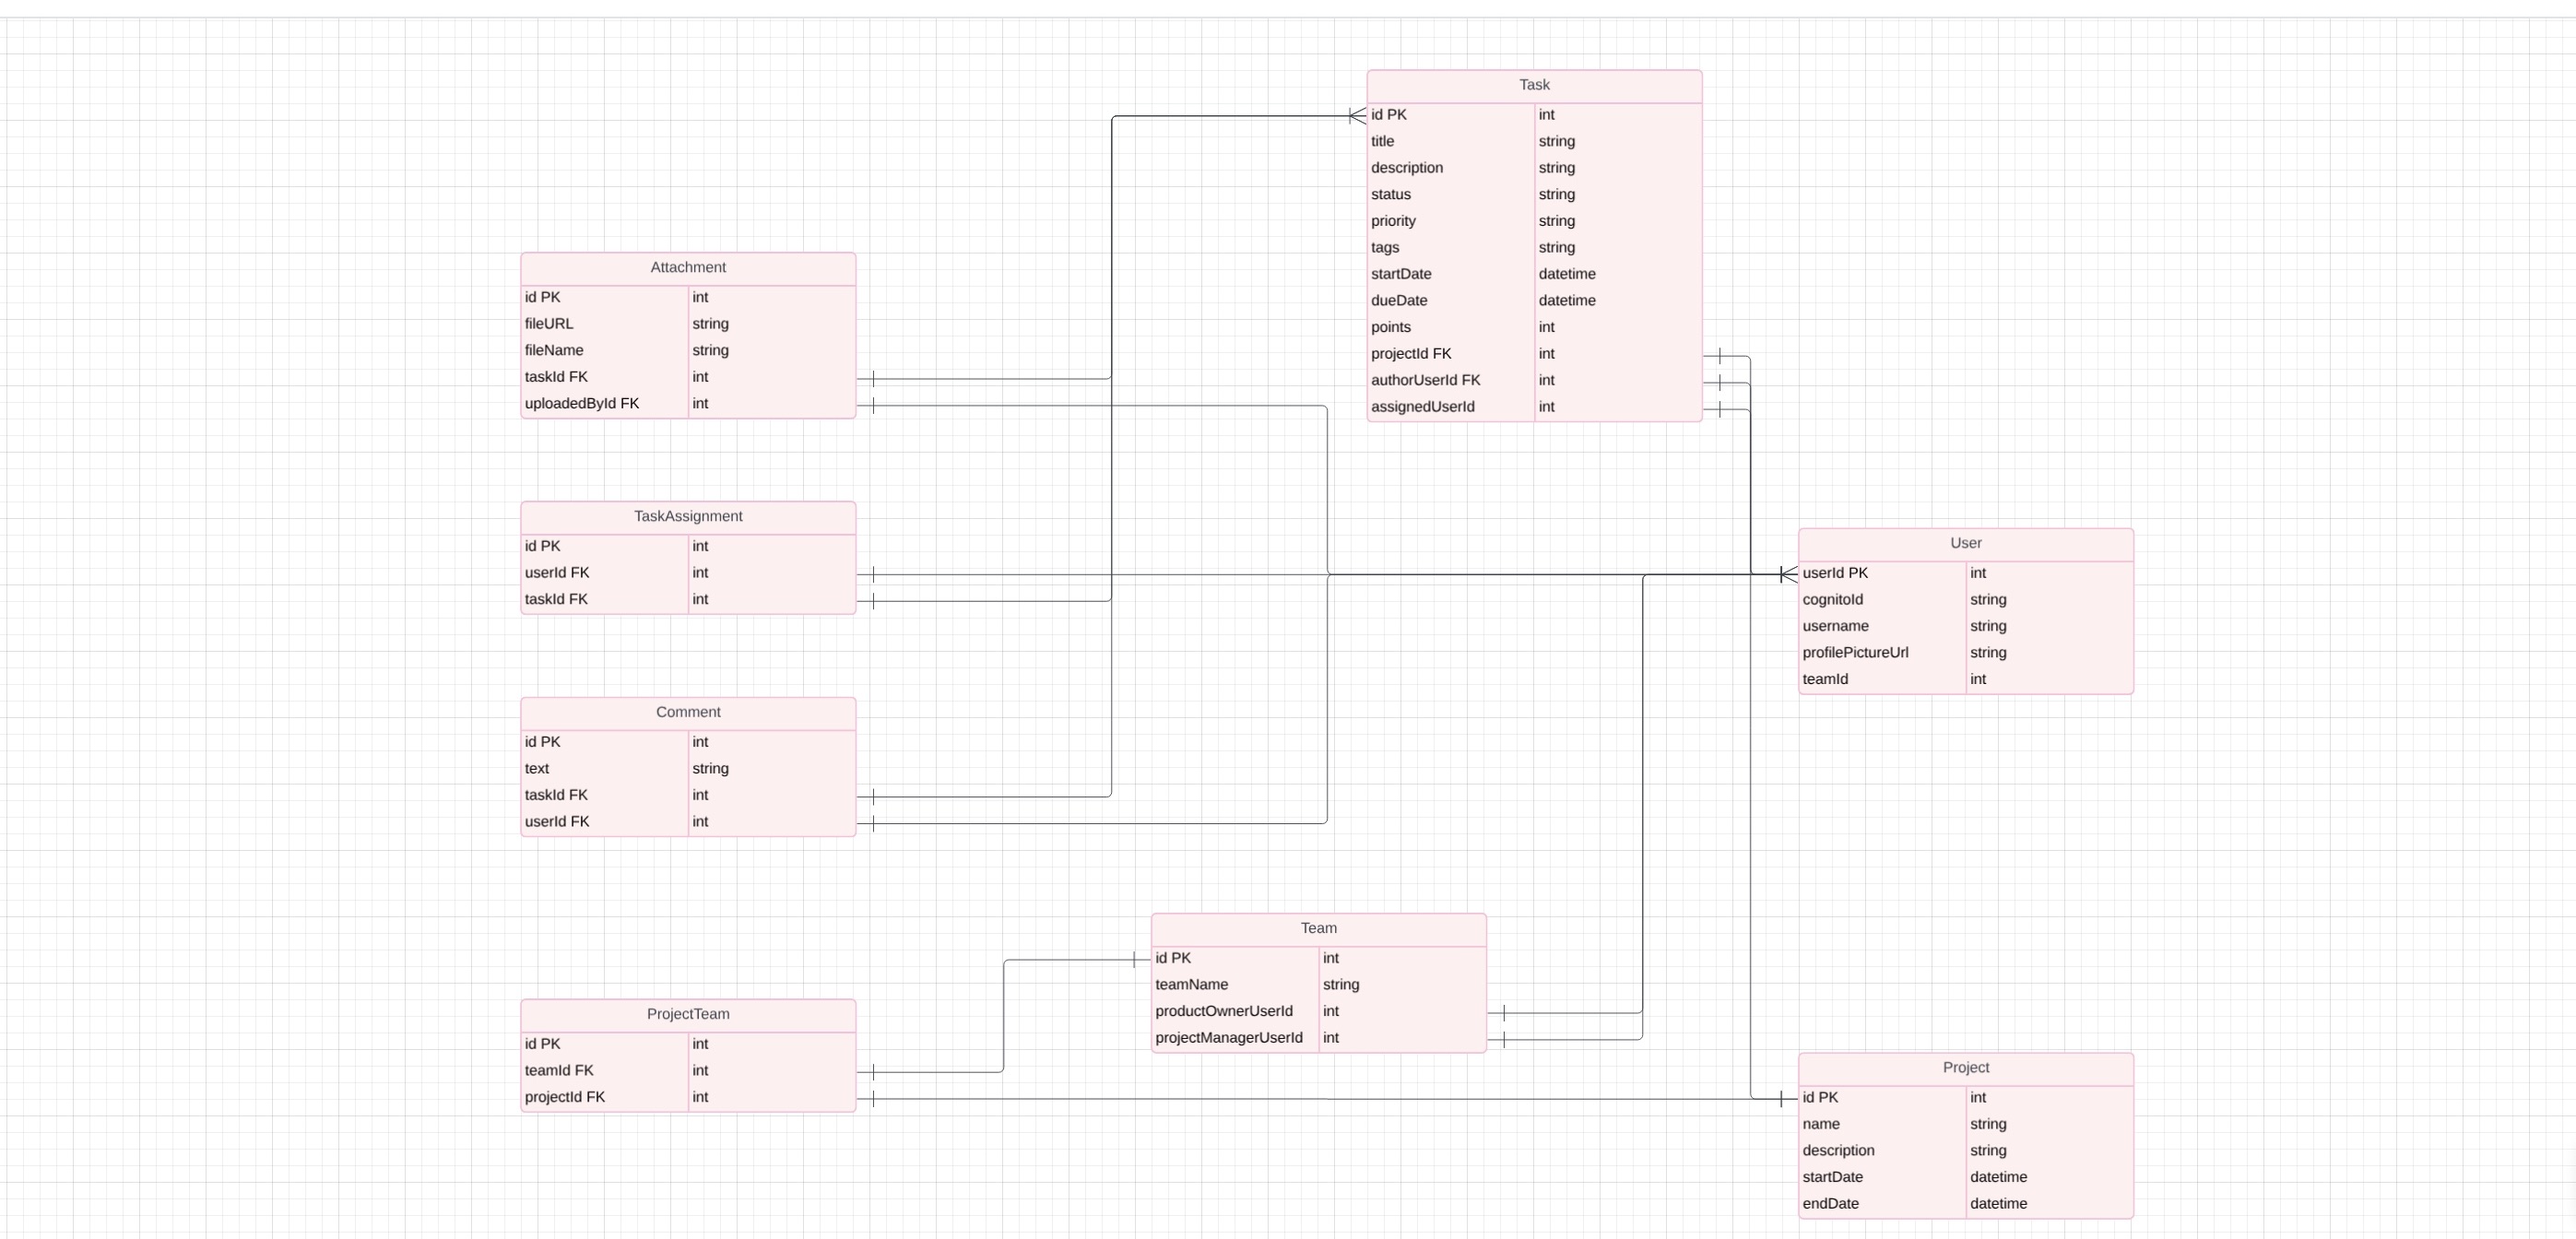 Task
id PK int
title string
description string
status string
priority string
tags string
startDate datetime
dueDate datetime
points int
projectId FK int
authorUserId FK int
assignedUserId int
Attachment
id PK int
fileURL string
fileName string
taskId FK int
uploadedById FK int
TaskAssignment
id PK int
userId FK int
taskId FK int
User
userId PK int
cognitoId string
username string
profilePictureUrl string
teamId int
Comment
id PK int
text string
taskId FK int
userId FK int
Team
id PK int
teamName string
productOwnerUserId int
projectManagerUserId int
ProjectTeam
id PK int
teamId FK int
projectId FK int
Project
id PK int
name string
description string
startDate datetime
endDate datetime